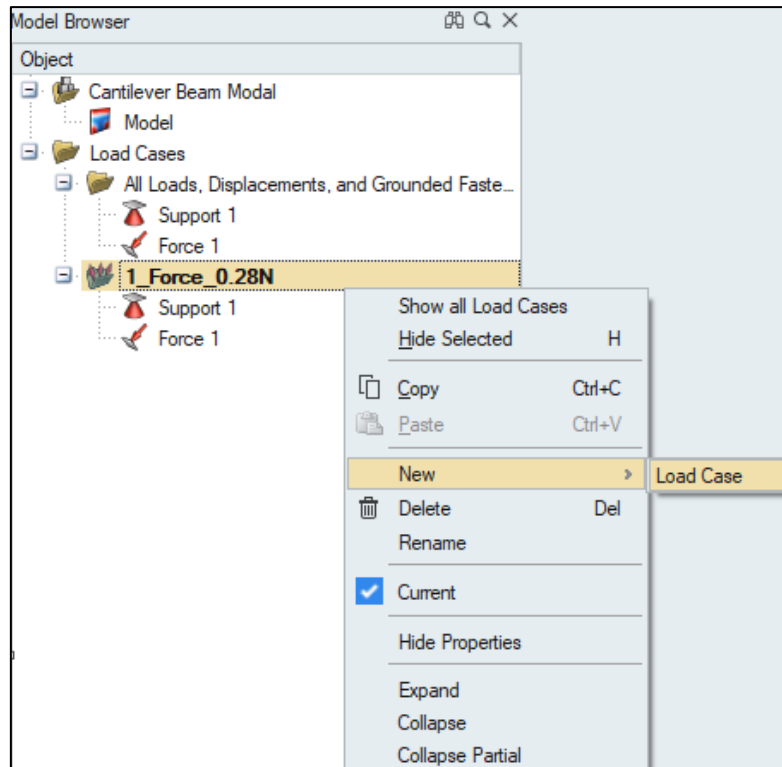 Model Browser
Object
Cantilever Beam Modal
Model
Load Cases
All Loads, Displacements, and Grounded Faste...
Support 1
Force 1
1_Force_0.28N
Support 1
Force 1
Show all Load Cases
Hide Selected H
Copy Ctrl+C
Paste Ctrl+V
New Load Case
Delete Del
Rename
Current
Hide Properties
Expand
Collapse
Collapse Partial